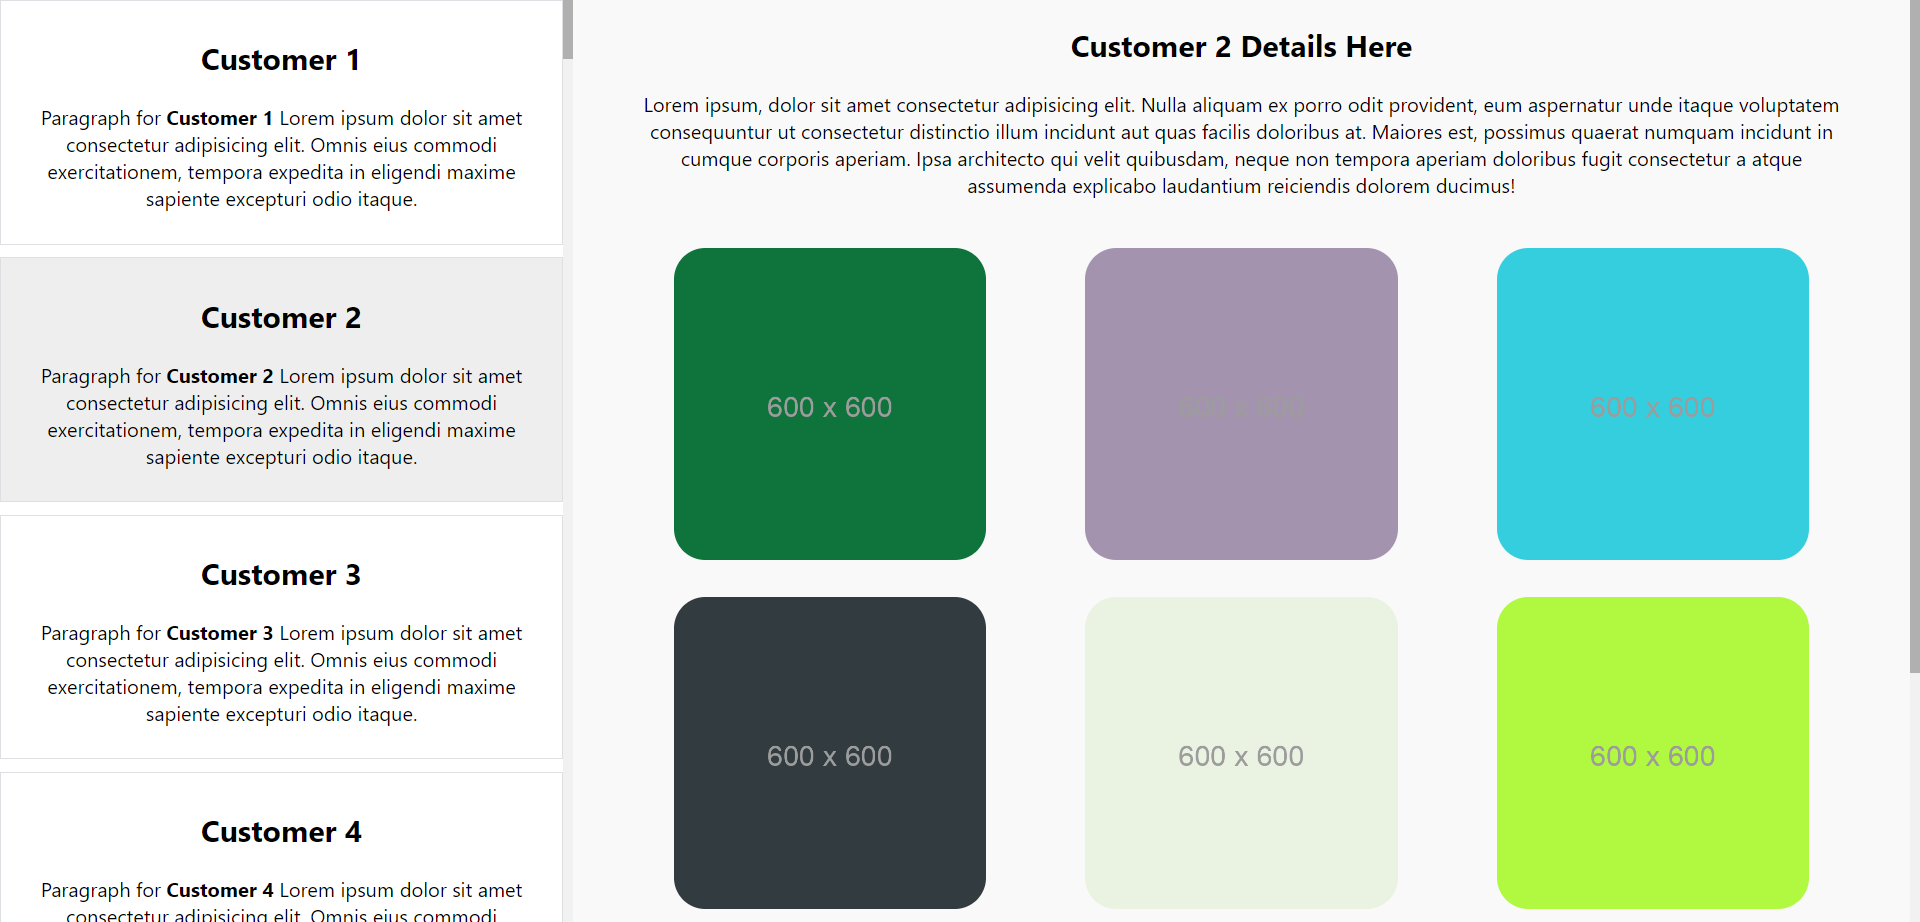 Customer 1
Paragraph for Customer 1 Lorem ipsum dolor sit amet
consectetur adipisicing elit. Omnis eius commodi
exercitationem, tempora expedita in eligendi maxime
sapiente excepturi odio itaque.
Customer 2
Paragraph for Customer 2 Lorem ipsum dolor sit amet
consectetur adipisicing elit. Omnis eius commodi
exercitationem, tempora expedita in eligendi maxime
sapiente excepturi odio itaque.
Customer 3
Paragraph for Customer 3 Lorem ipsum dolor sit amet
consectetur adipisicing elit. Omnis eius commodi
exercitationem, tempora expedita in eligendi maxime
sapiente excepturi odio itaque.
Customer 4
Paragraph for Customer 4 Lorem ipsum dolor sit amet
consectetur adipisicing elit. Omnis eius commodi
Customer 2 Details Here
Lorem ipsum, dolor sit amet consectetur adipisicing elit. Nulla aliquam ex porro odit provident, eum aspernatur unde itaque voluptatem
consequuntur ut consectetur distinctio illum incidunt aut quas facilis doloribus at. Maiores est, possimus quaerat numquam incidunt in
cumque corporis aperiam. Ipsa architecto qui velit quibusdam, neque non tempora aperiam doloribus fugit consectetur a atque
assumenda explicabo laudantium reiciendis dolorem ducimus!
600 x 600
600 x 600
600 x 600
600 x 600
600 x 600
600 x 600